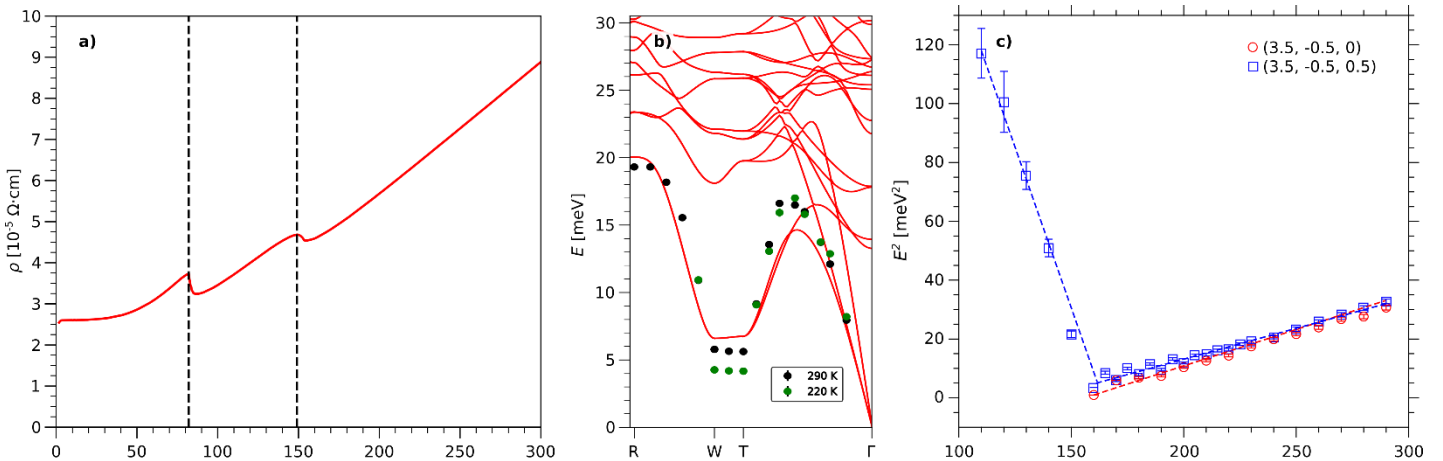 a)
10
9
8
7
6
5
4
3
2
1
0
ρ [10⁻⁵ Ω·cm]
0 50 100 150 200 250 300
b)
30
25
20
15
10
5
0
E [meV]
290 K
220 K
R W T Γ
c)
(3.5, -0.5, 0)
(3.5, -0.5, 0.5)
120
100
80
60
40
20
0
E² [meV²]
100 150 200 250 300